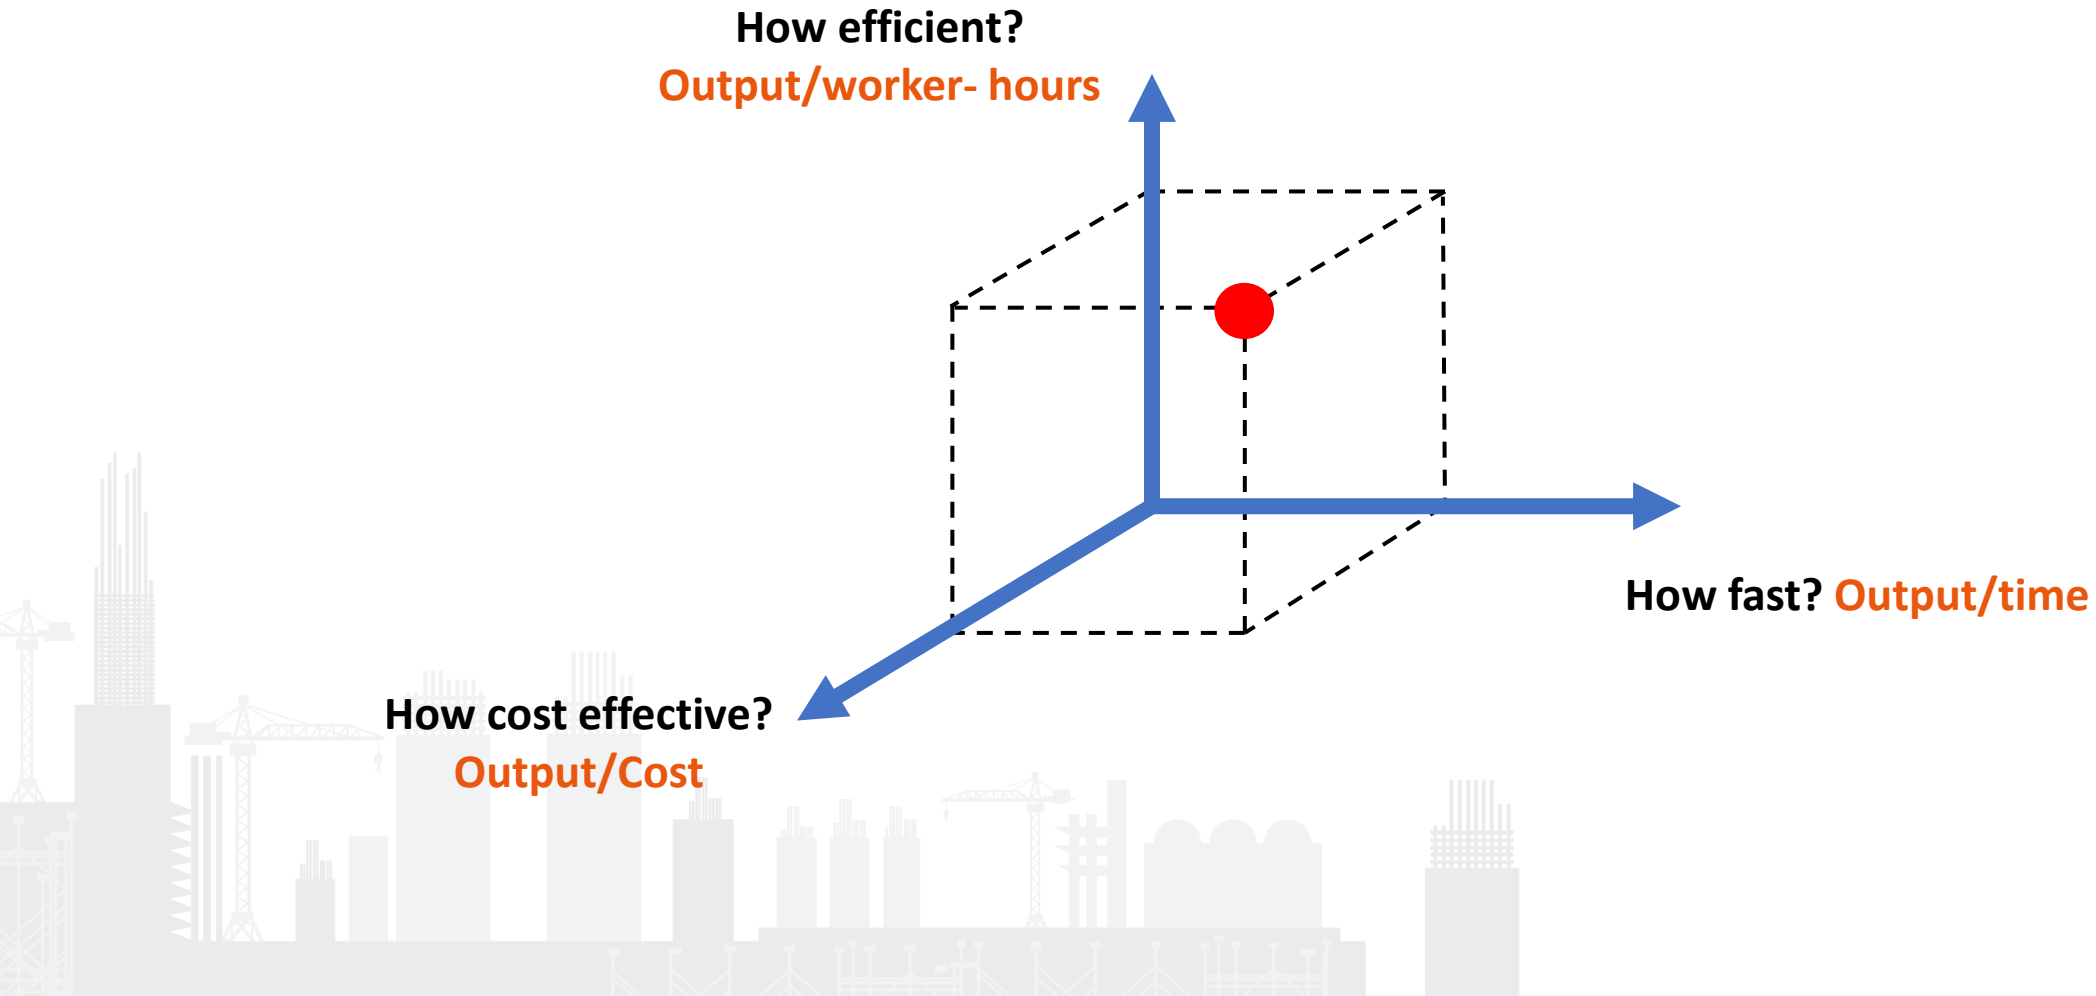 How efficient?
Output/worker- hours
How fast? Output/time
How cost effective?
Output/Cost